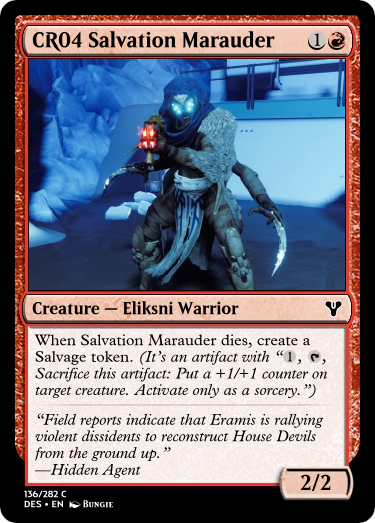 CR04 Salvation Marauder 1
Creature — Eliksni Warrior
When Salvation Marauder dies, create a
Salvage token. (It's an artifact with "1, ,
Sacrifice this artifact: Put a +1/+1 counter on
target creature. Activate only as a sorcery.")
"Field reports indicate that Eramis is rallying
violent dissidents to reconstruct House Devils
from the ground up."
—Hidden Agent
2/2
136/282 C
DES • EN Bungie